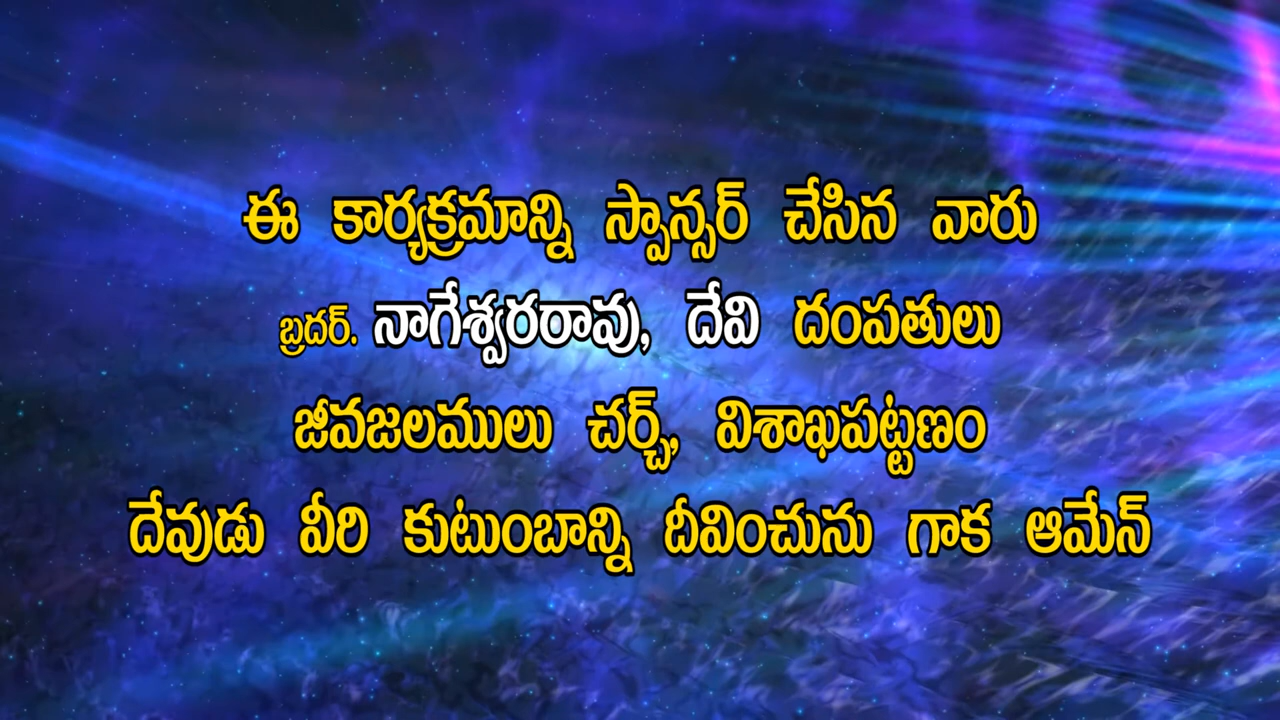 ఈ కార్యక్రమాన్ని స్పాన్సర్ చేసిన వారు
బ్రదర్. నాగేశ్వరరావు, దేవి దంపతులు
జీవజలములు చర్చ్, విశాఖపట్టణం
దేవుడు వీరి కుటుంబాన్ని దీవించును గాక ఆమేన్